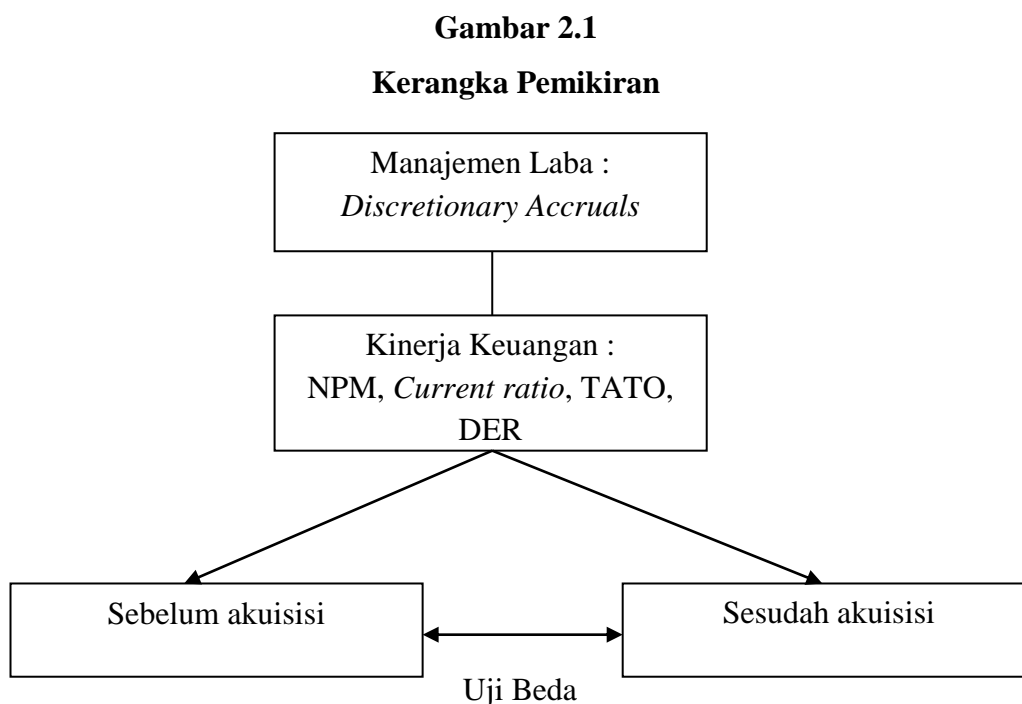 Gambar 2.1
Kerangka Pemikiran
Manajemen Laba :
Discretionary Accruals
Kinerja Keuangan :
NPM, Current ratio, TATO,
DER
Sebelum akuisisi
Sesudah akuisisi
Uji Beda